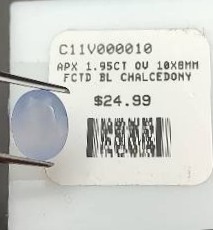 C11V000010
APX 1.95CT OV 10X8MM
FCTD BL CHALCEDONY
$24.99